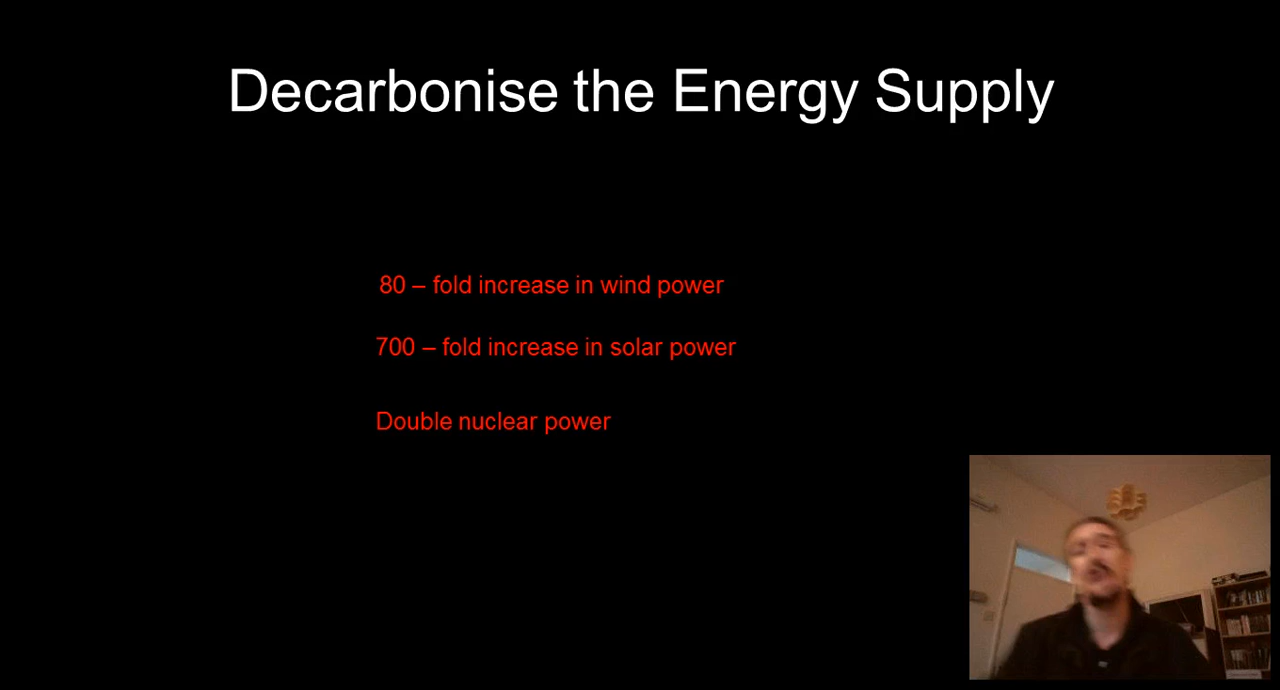 Decarbonise the Energy Supply
80 – fold increase in wind power
700 – fold increase in solar power
Double nuclear power